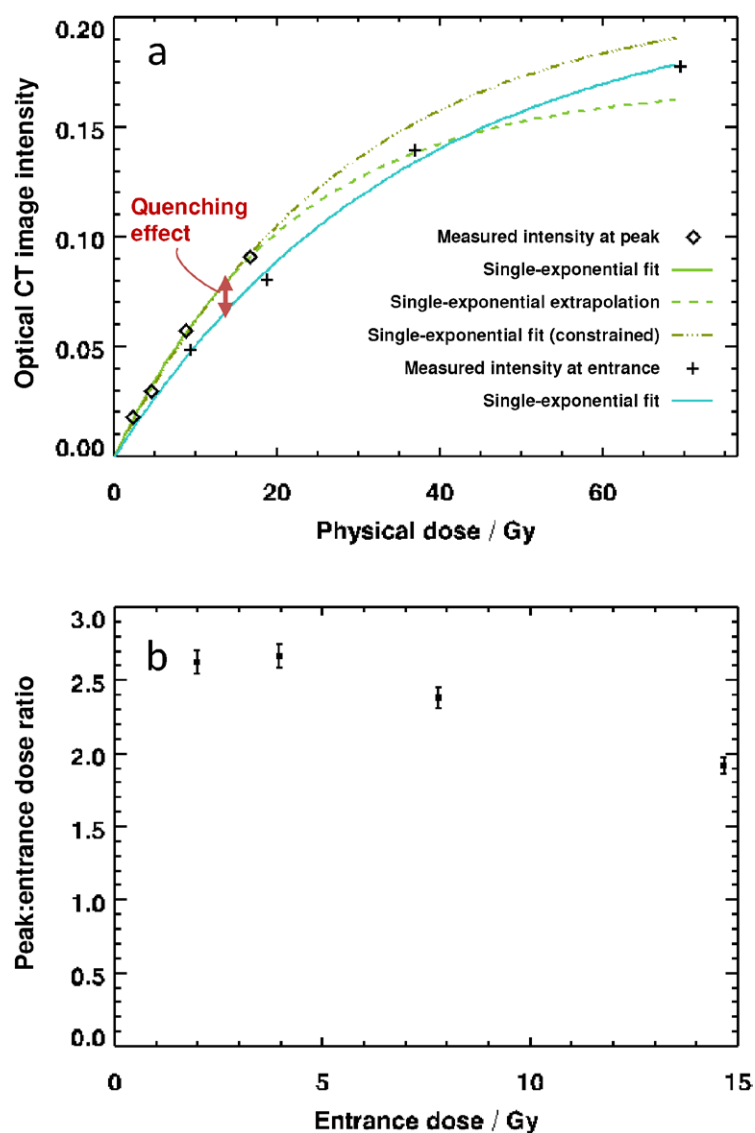 a
0.20
0.15
0.10
0.05
0.00
Optical CT image intensity
Quenching
effect
Measured intensity at peak
Single-exponential fit
Single-exponential extrapolation
Single-exponential fit (constrained)
Measured intensity at entrance
Single-exponential fit
0 20 40 60
Physical dose / Gy
b
3.0
2.5
2.0
1.5
1.0
0.5
0.0
Peak:entrance dose ratio
0 5 10 15
Entrance dose / Gy